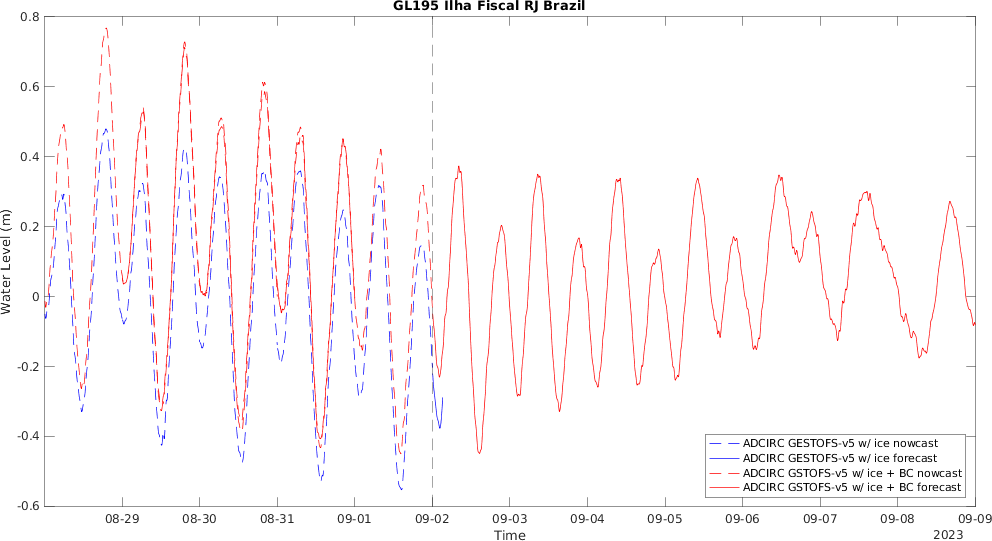 GL195 Ilha Fiscal RJ Brazil
0.8
0.6
0.4
0.2
0
-0.2
-0.4
-0.6
Water Level (m)
ADCIRC GESTOFS-v5 w/ ice nowcast
ADCIRC GESTOFS-v5 w/ ice forecast
ADCIRC GSTOFS-v5 w/ ice + BC nowcast
ADCIRC GSTOFS-v5 w/ ice + BC forecast
08-29 08-30 08-31 09-01 09-02 09-03 09-04 09-05 09-06 09-07 09-08 09-09
Time
2023